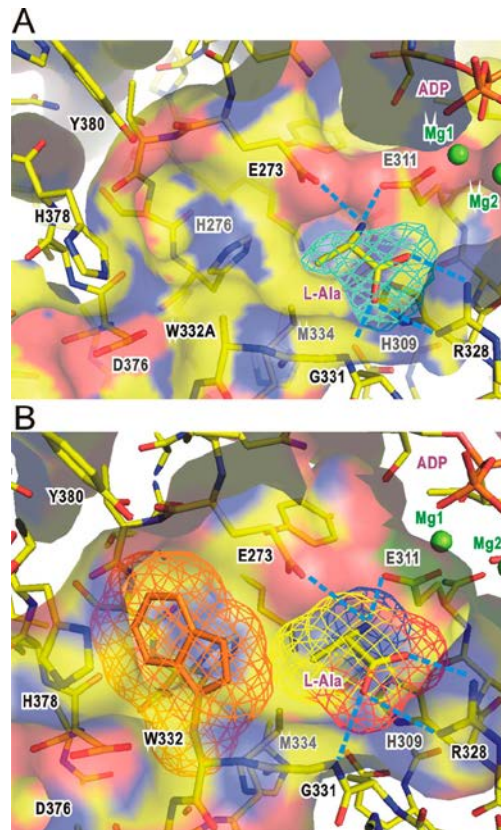 A
ADP
Y380
Mg1
E273
E311
Mg2
H378
H276
L-Ala
W332A
M334
H309
R328
D376
G331
B
ADP
Y380
Mg1
Mg2
E273
E311
L-Ala
H378
W332
M334
H309
R328
G331
D376